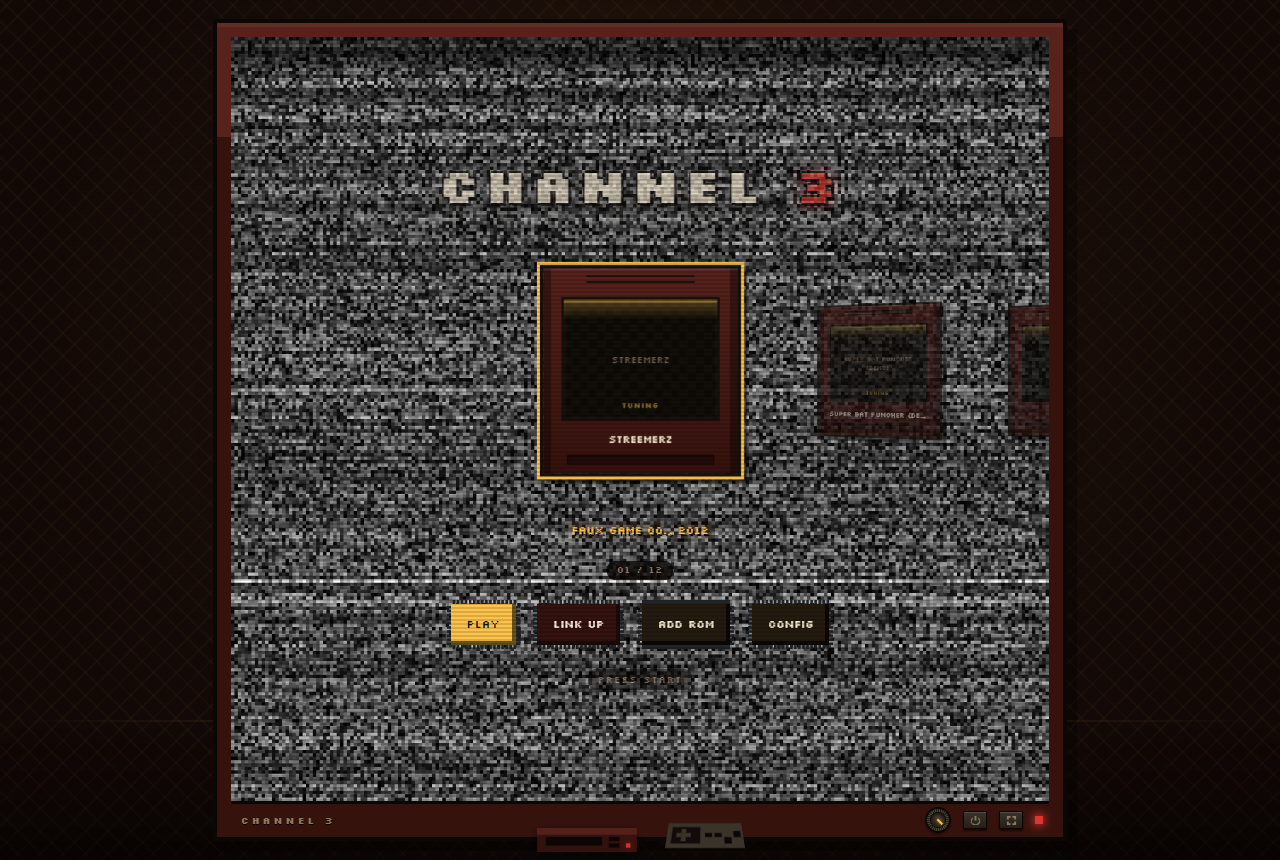 CHANNEL 3
STREEMERZ
TUNING
STREEMERZ
TUNING
SUPER BAT PUNCHER (DE…
FAUX GAME CO., 2012
01 / 12
PLAY
LINK UP
ADD ROM
CONFIG
PRESS START
CHANNEL 3